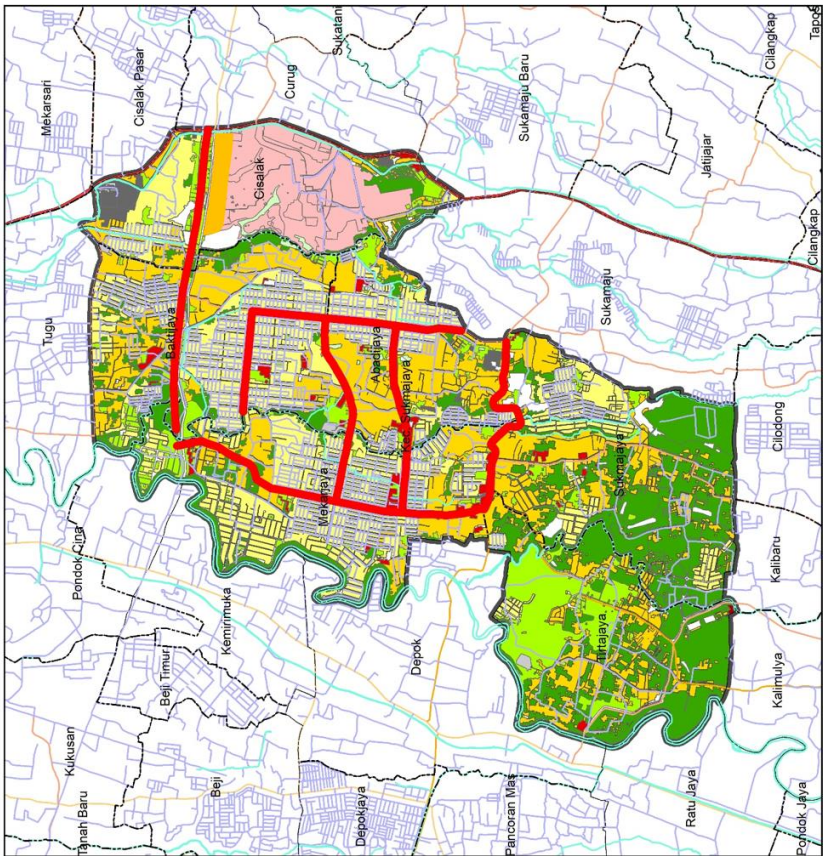 Mekarsari
Tugu
Kukusan
Pondok Cina
Tanah Baru
Cisalak Pasar
Beji Timur
Baktijaya
Beji
Kemirimuka
Cisalak
Curug
Mekarjaya
Sukatani
Depokjaya
Abadijaya
Sukmajaya
Depok
Pancoran Mas
Sukamaju Baru
Tirtajaya
Sukamaju
Sukmajaya
Ratu Jaya
Jatijajar
Cilangkap
Kalimulya
Kalibaru
Cilodong
Pondok Jaya
Cilangkap
Tapos